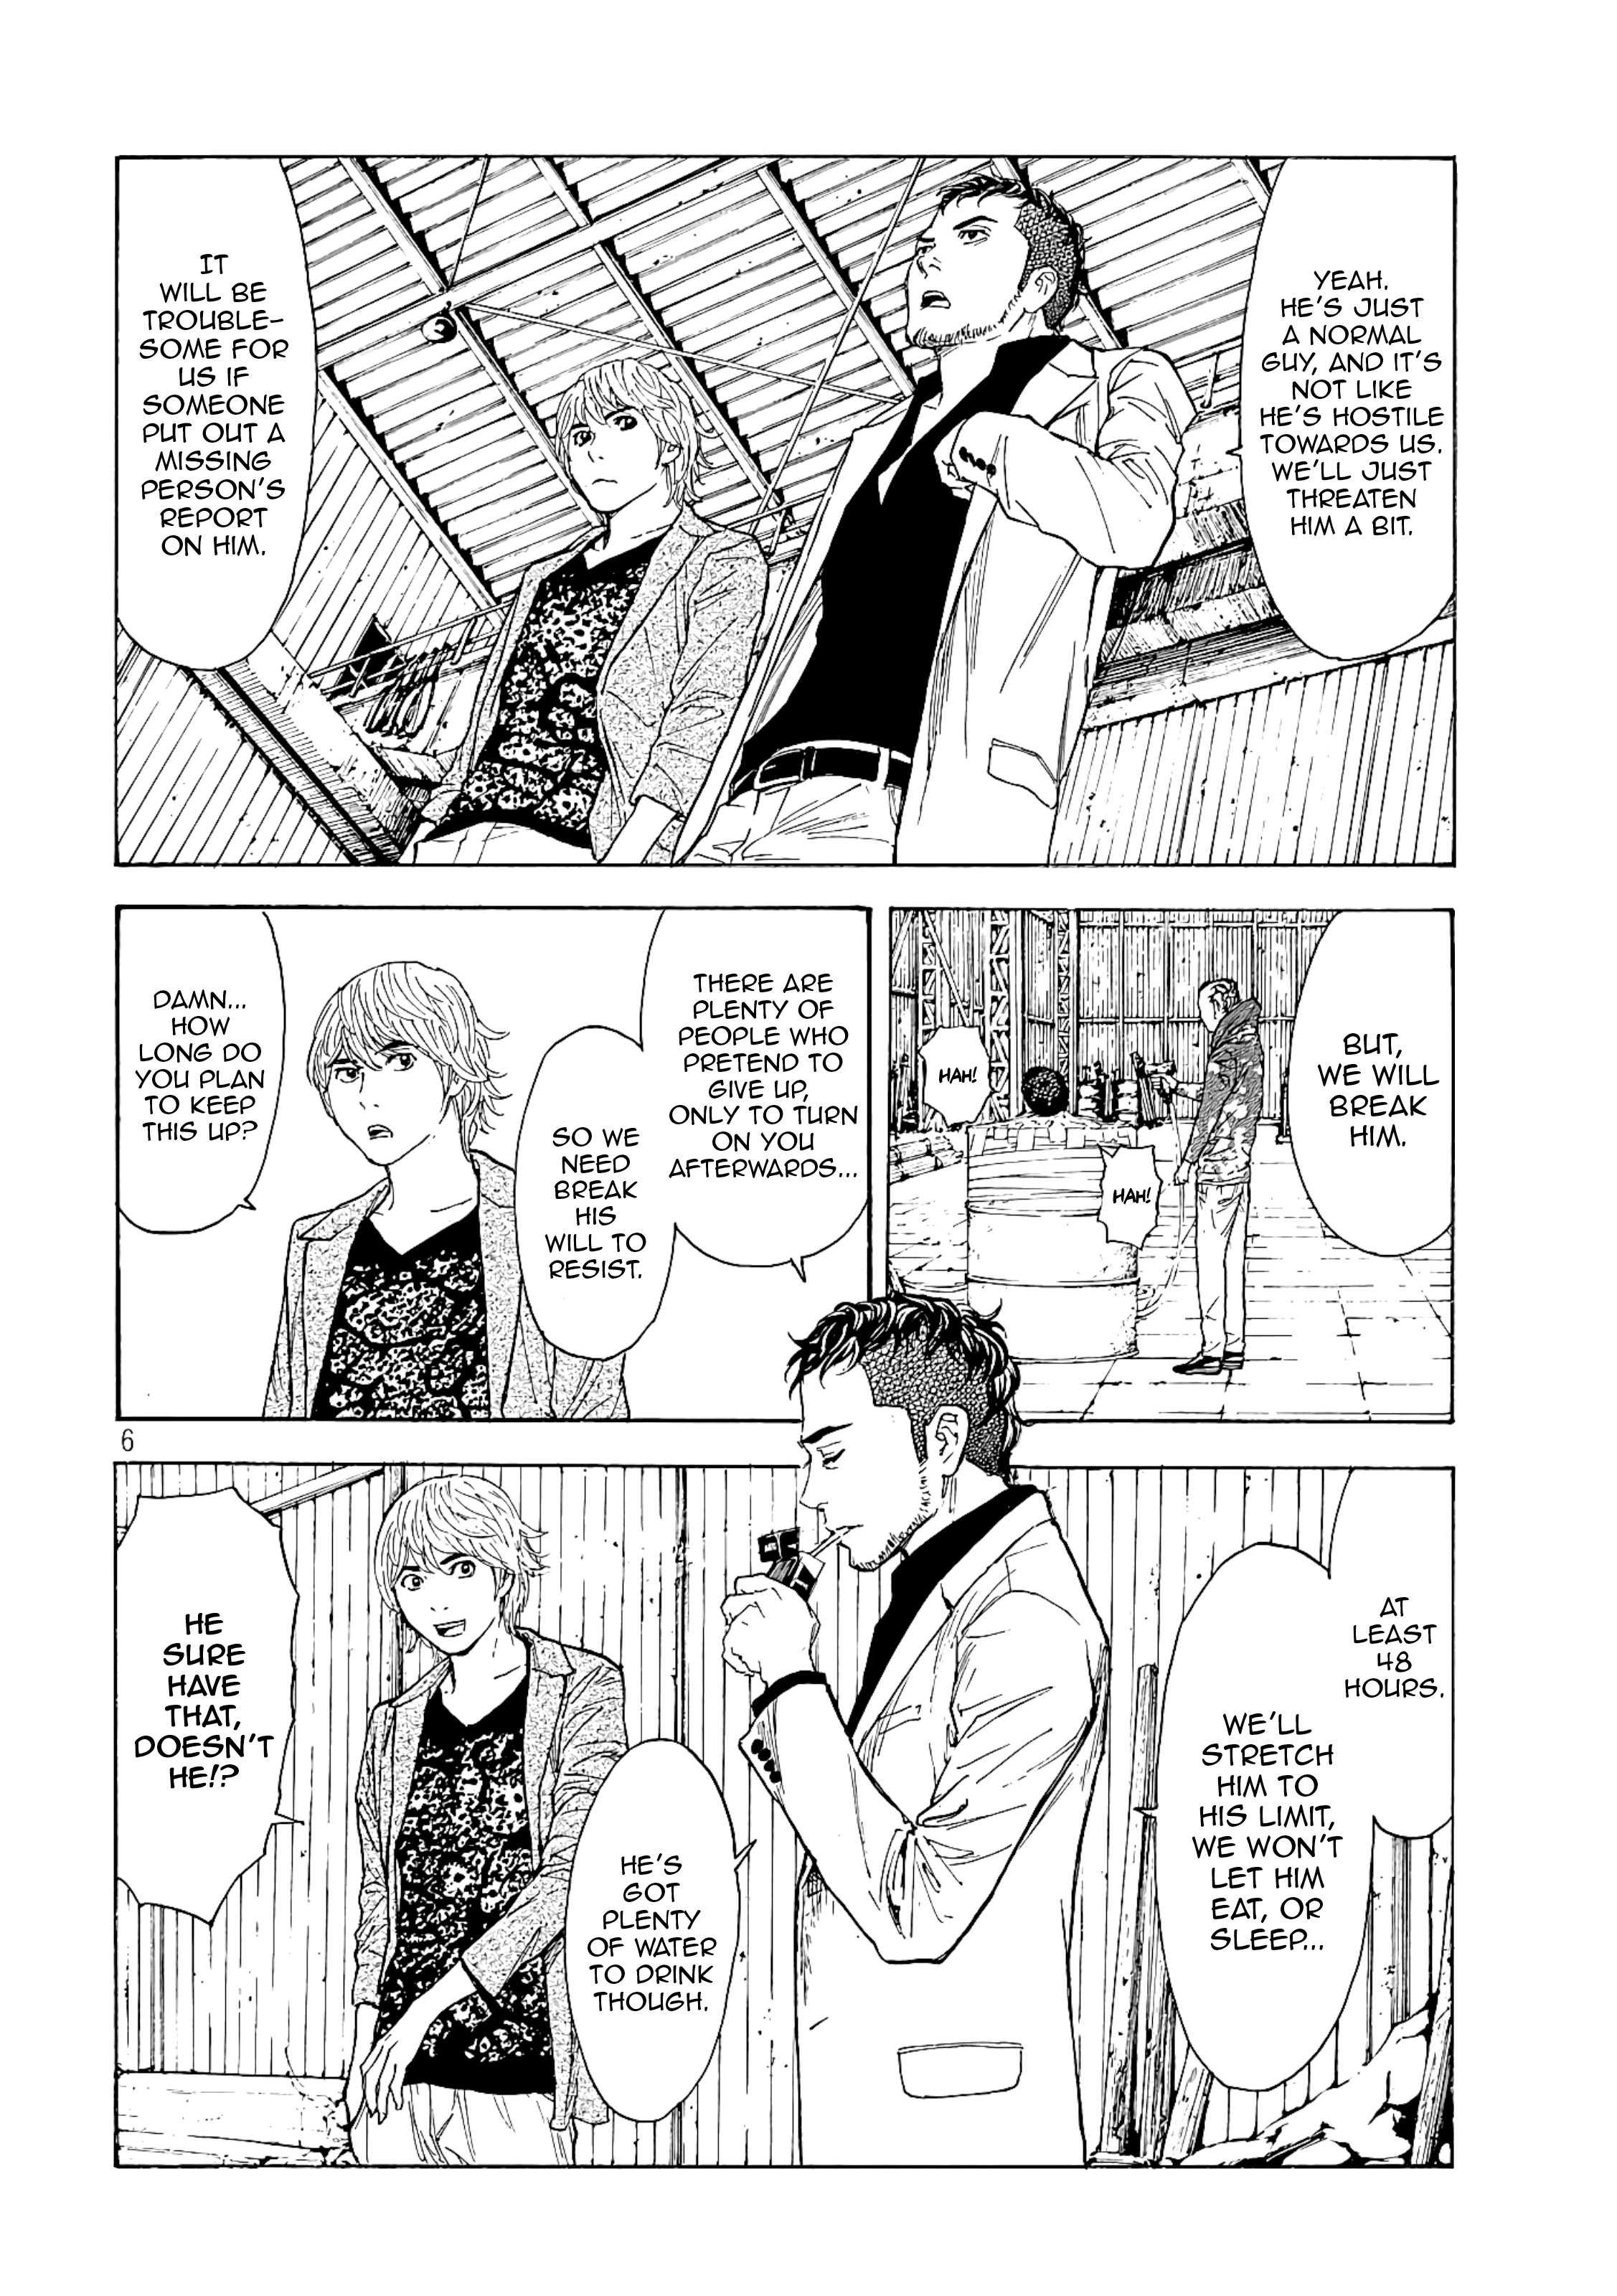 YEAH.
HE'S JUST
A NORMAL
GUY, AND IT'S
NOT LIKE
HE'S HOSTILE
TOWARDS US.
WE'LL JUST
THREATEN
HIM A BIT.
IT
WILL BE
TROUBLE-
SOME FOR
US IF
SOMEONE
PUT OUT A
MISSING
PERSON'S
REPORT
ON HIM.
BUT,
WE WILL
BREAK
HIM.
HAH!
HAH!
THERE ARE
PLENTY OF
PEOPLE WHO
PRETEND TO
GIVE UP,
ONLY TO TURN
ON YOU
AFTERWARDS...
SO WE
NEED
BREAK
HIS
WILL TO
RESIST.
DAMN...
HOW
LONG DO
YOU PLAN
TO KEEP
THIS UP?
6
AT
LEAST
48
HOURS.
WE'LL
STRETCH
HIM TO
HIS LIMIT,
WE WON'T
LET HIM
EAT, OR
SLEEP...
HE'S
GOT
PLENTY
OF WATER
TO DRINK
THOUGH.
HE
SURE
HAVE
THAT,
DOESN'T
HE!?